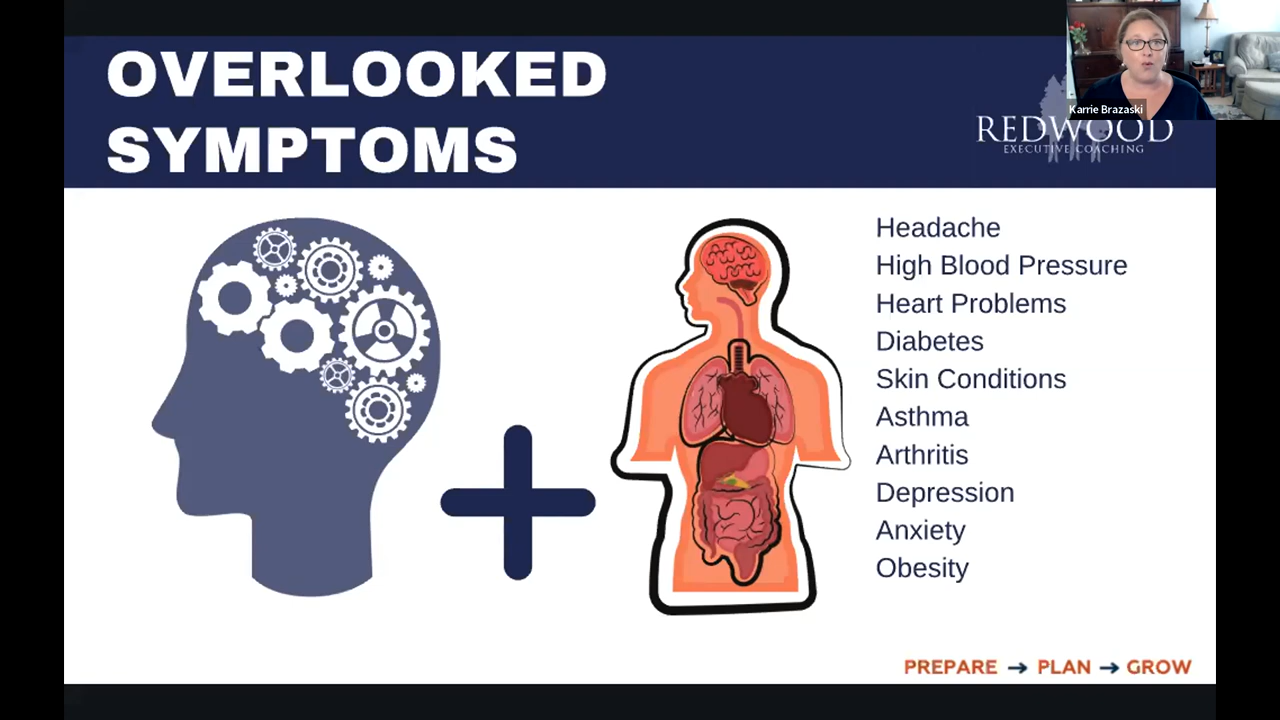 OVERLOOKED
SYMPTOMS
Karrie Brazaski
REDWOOD
EXECUTIVE COACHING
Headache
High Blood Pressure
Heart Problems
Diabetes
Skin Conditions
Asthma
Arthritis
Depression
Anxiety
Obesity
PREPARE → PLAN → GROW